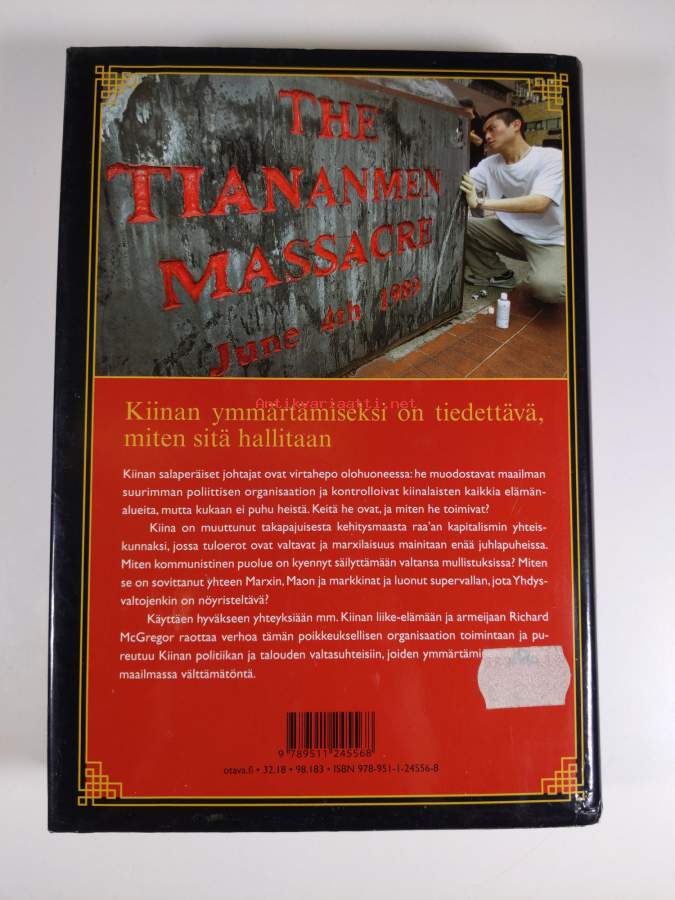 THE
TIANANMEN
MASSACRE
June 4th 1989
Antikvariaatti.net
Kiinan ymmärtämiseksi on tiedettävä,
miten sitä hallitaan
Kiinan salaperäiset johtajat ovat virtahepo olohuoneessa: he muodostavat maailman
suurimman poliittisen organisaation ja kontrolloivat kiinalaisten kaikkia elämän-
alueita, mutta kukaan ei puhu heistä. Keitä he ovat, ja miten he toimivat?
Kiina on muuttunut takapajuisesta kehitysmaasta raa'an kapitalismin yhteis-
kunnaksi, jossa tuloerot ovat valtavat ja marxilaisuus mainitaan enää juhlapuheissa.
Miten kommunistinen puolue on kyennyt säilyttämään valtansa mullistuksissa? Miten
se on sovittanut yhteen Marxin, Maon ja markkinat ja luonut supervallan, jota Yhdys-
valtojenkin on nöyristeltävä?
Käyttäen hyväkseen yhteyksiään mm. Kiinan liike-elämään ja armeijaan Richard
McGregor raottaa verhoa tämän poikkeuksellisen organisaation toimintaan ja pu-
reutuu Kiinan politiikan ja talouden valtasuhteisiin, joiden
maailmassa välttämätöntä.
9 789511 245568
otava.fi • 32.18 • 98.183 • ISBN 978-951-1-24556-8